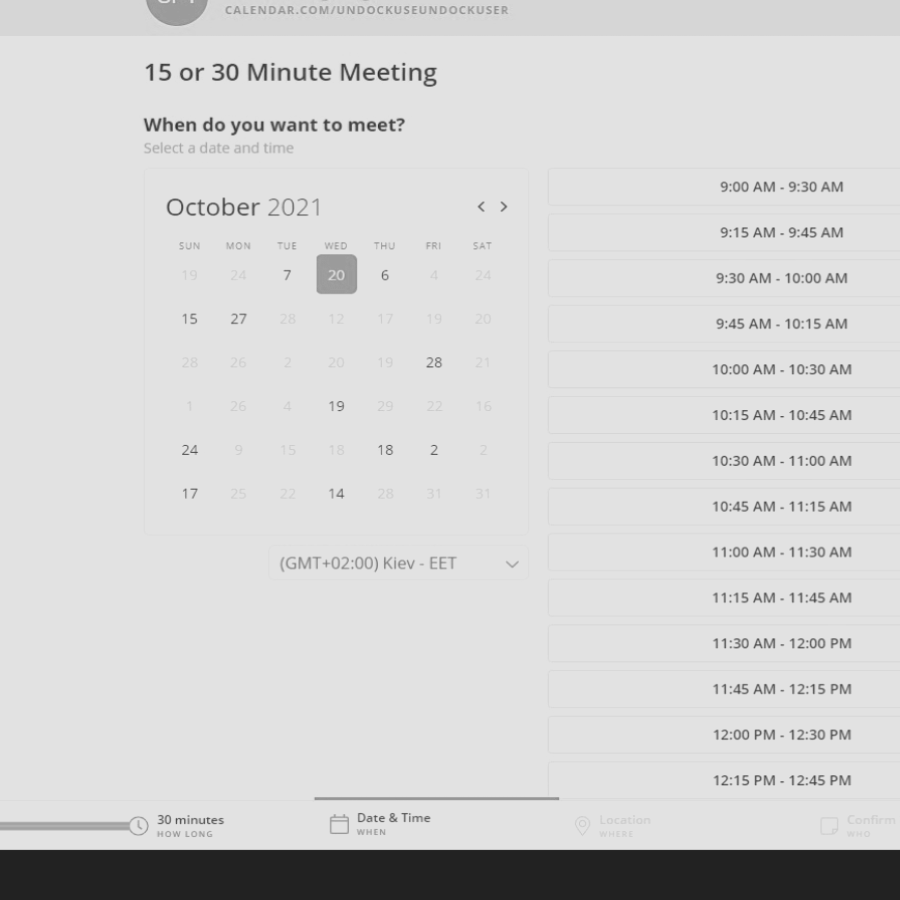 CALENDAR.COM/UNDOCKUSEUNDOCKUSER
15 or 30 Minute Meeting
When do you want to meet?
Select a date and time
October 2021
SUN MON TUE WED THU FRI SAT
19 24 7 20 6 4 24
15 27 28 12 17 19 20
28 26 2 20 19 28 21
1 26 4 19 29 22 16
24 9 15 18 18 2 2
17 25 22 14 28 31 31
(GMT+02:00) Kiev - EET
9:00 AM - 9:30 AM
9:15 AM - 9:45 AM
9:30 AM - 10:00 AM
9:45 AM - 10:15 AM
10:00 AM - 10:30 AM
10:15 AM - 10:45 AM
10:30 AM - 11:00 AM
10:45 AM - 11:15 AM
11:00 AM - 11:30 AM
11:15 AM - 11:45 AM
11:30 AM - 12:00 PM
11:45 AM - 12:15 PM
12:00 PM - 12:30 PM
12:15 PM - 12:45 PM
30 minutes
HOW LONG
Date & Time
WHEN
Location
WHERE
Confirm
WHO